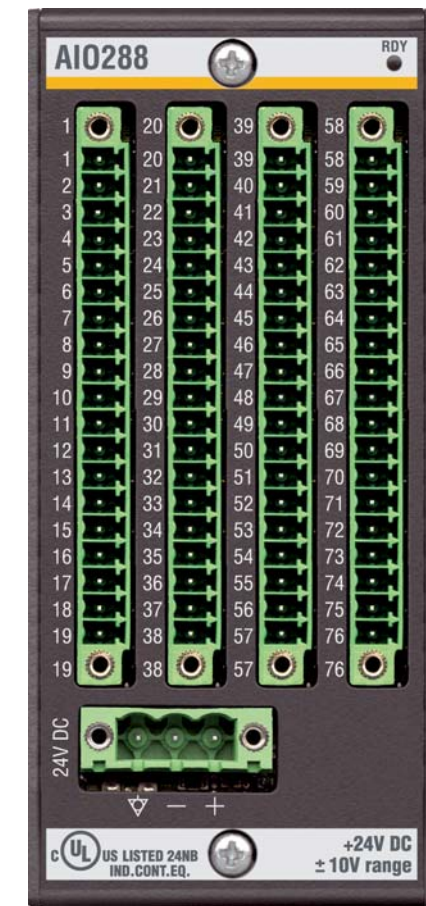 AIO288
RDY
1 20 39 58
1 20 39 58
2 21 40 59
3 22 41 60
4 23 42 61
5 24 43 62
6 25 44 63
7 26 45 64
8 27 46 65
9 28 47 66
10 29 48 67
11 30 49 68
12 31 50 69
13 32 51 70
14 33 52 71
15 34 53 72
16 35 54 73
17 36 55 74
18 37 56 75
19 38 57 76
19 38 57 76
24V DC
− +
c UL US LISTED 24NB
IND.CONT.EQ.
+24V DC
± 10V range